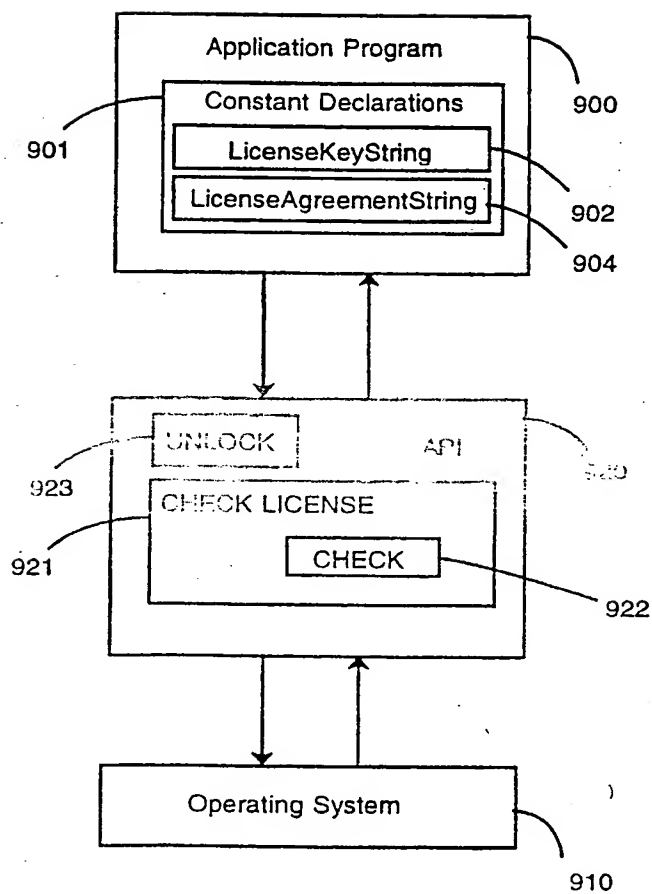 Application Program
900
Constant Declarations
901
LicenseKeyString
902
LicenseAgreementString
904
UNLOCK
API
920
923
CHECK LICENSE
921
CHECK
922
Operating System
910